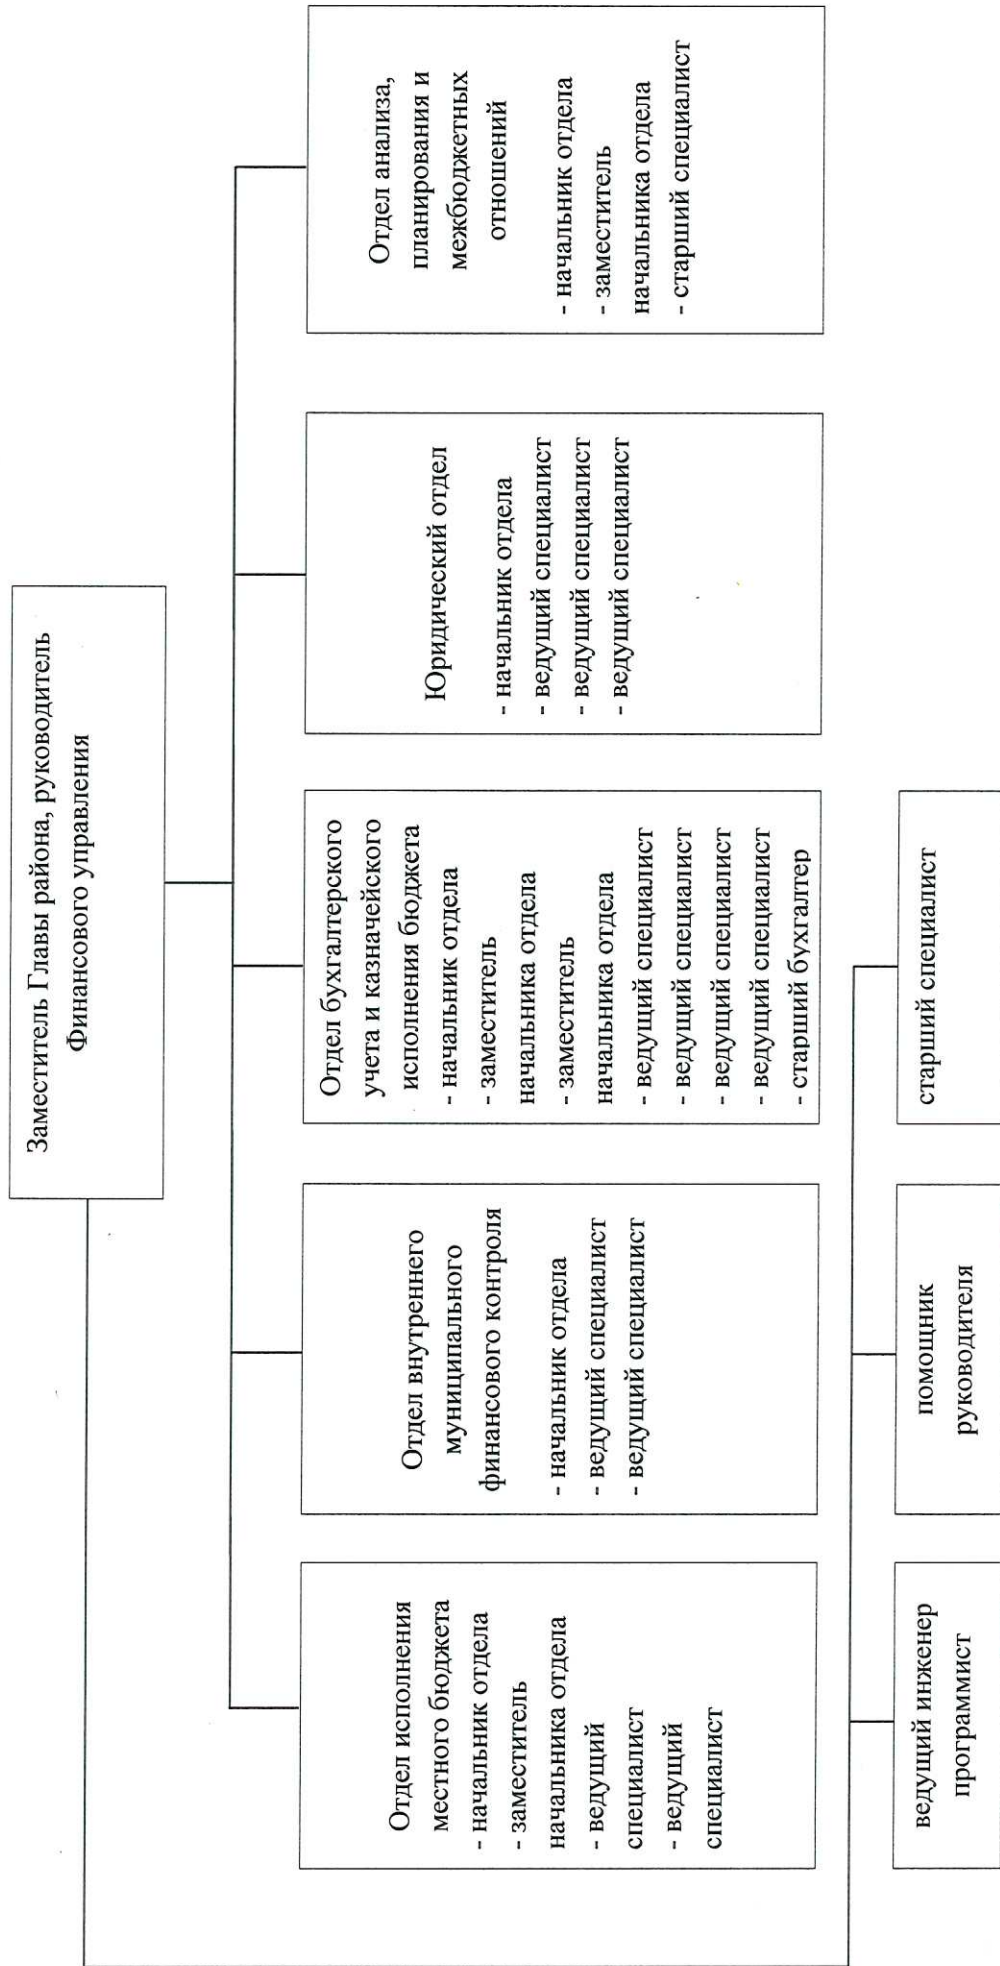 Заместитель Главы района, руководитель
Финансового управления
Отдел исполнения
местного бюджета
- начальник отдела
- заместитель
начальника отдела
- ведущий
специалист
- ведущий
специалист
Отдел внутреннего
муниципального
финансового контроля
- начальник отдела
- ведущий специалист
- ведущий специалист
Отдел бухгалтерского
учета и казначейского
исполнения бюджета
- начальник отдела
- заместитель
начальника отдела
- заместитель
начальника отдела
- ведущий специалист
- ведущий специалист
- ведущий специалист
- ведущий специалист
- старший бухгалтер
Юридический отдел
- начальник отдела
- ведущий специалист
- ведущий специалист
- ведущий специалист
Отдел анализа,
планирования и
межбюджетных
отношений
- начальник отдела
- заместитель
начальника отдела
- старший специалист
ведущий инженер
программист
помощник
руководителя
старший специалист